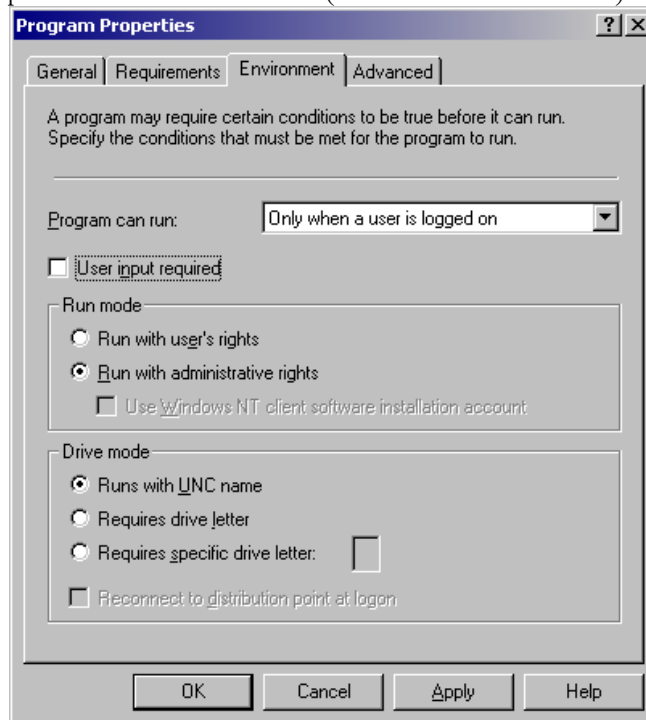 Program Properties
General Requirements Environment Advanced
A program may require certain conditions to be true before it can run.
Specify the conditions that must be met for the program to run.
Program can run: Only when a user is logged on
User input required
Run mode
Run with user's rights
Run with administrative rights
Use Windows NT client software installation account
Drive mode
Runs with UNC name
Requires drive letter
Requires specific drive letter:
Reconnect to distribution point at logon
OK Cancel Apply Help